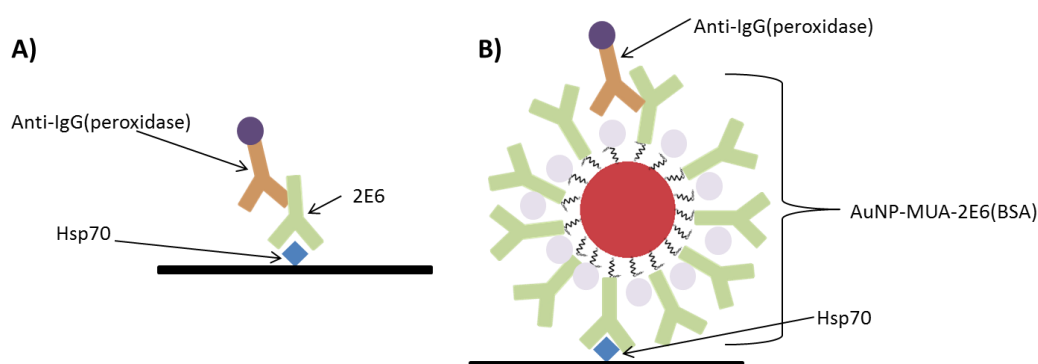 A)
Anti-IgG(peroxidase)
2E6
Hsp70
B)
Anti-IgG(peroxidase)
AuNP-MUA-2E6(BSA)
Hsp70